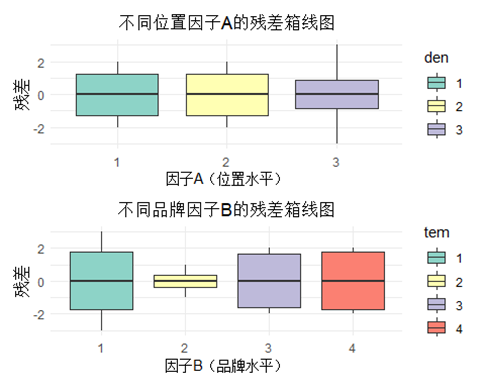 不同位置因子A的残差箱线图
残差
2
0
-2
1 2 3
因子A（位置水平）
den
1
2
3
不同品牌因子B的残差箱线图
残差
2
0
-2
1 2 3 4
因子B（品牌水平）
tem
1
2
3
4